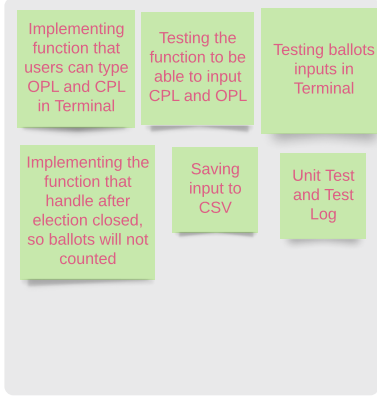 Implementing
function that
users can type
OPL and CPL
in Terminal
Testing the
function to be
able to input
CPL and OPL
Testing ballots
inputs in
Terminal
Implementing the
function that
handle after
election closed,
so ballots will not
counted
Saving
input to
CSV
Unit Test
and Test
Log